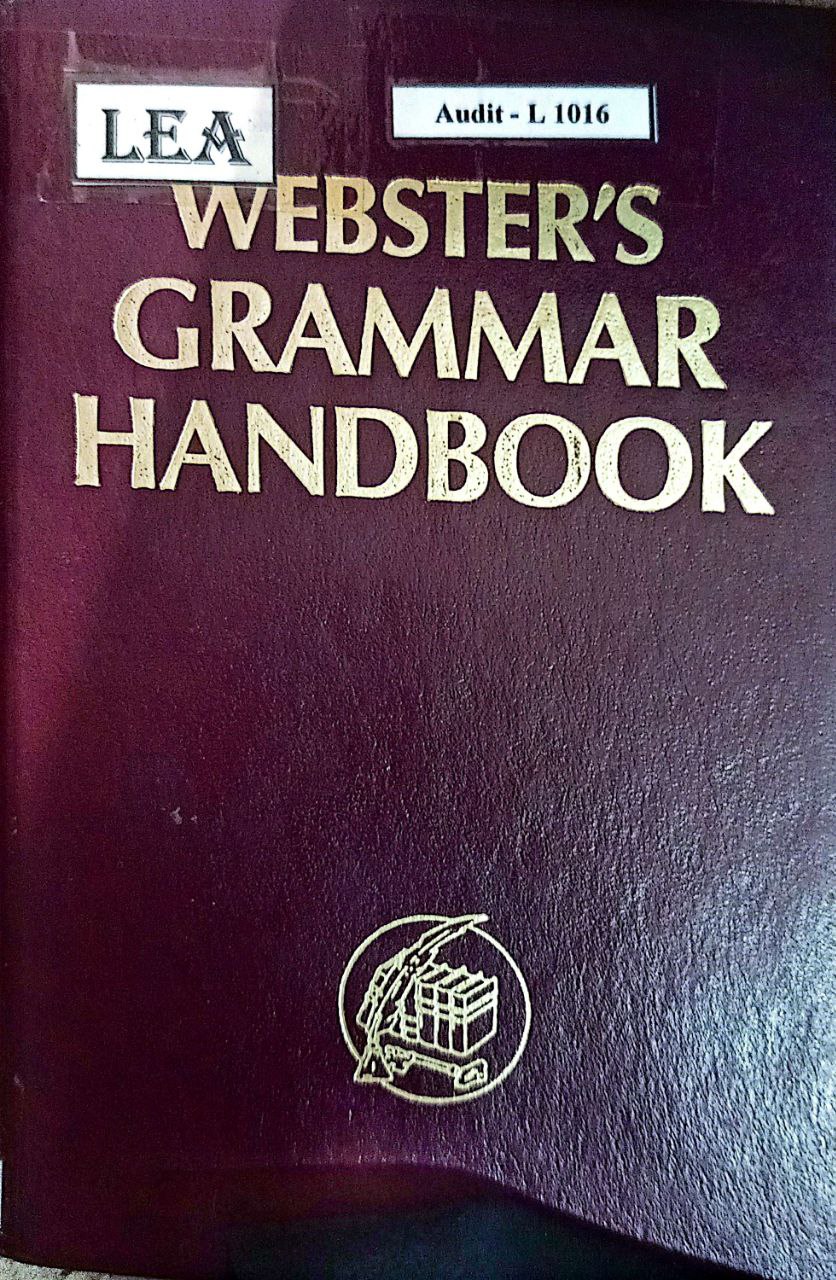 LEA
Audit - L 1016
WEBSTER'S
GRAMMAR
HANDBOOK